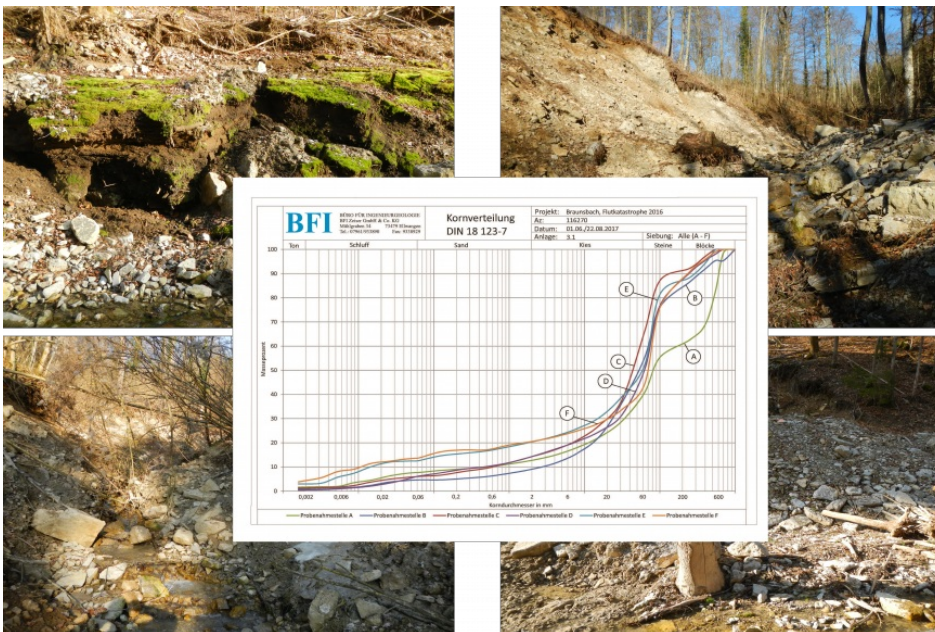 BFI
BÜRO FÜR INGENIEURGEOLOGIE
BFI Zeiser GmbH & Co. KG
Mühlgraben 34 73479 Ellwangen
Kornverteilung
DIN 18 123-7
Projekt: Braunsbach, Flutkatastrophe 2016
Az: 116270
Datum: 01.06./22.08.2017
Anlage: 3.1 Siebung: Alle (A - F)
Ton Schluff Sand Kies Steine Blöcke
100
90
80
70
60
50
40
30
20
10
0
Masseprozent
E
B
A
C
D
F
0,002 0,006 0,02 0,06 0,2 0,6 2 6 20 60 200 600
Korndurchmesser in mm
Probenahmestelle A Probenahmestelle B Probenahmestelle C Probenahmestelle D Probenahmestelle E Probenahmestelle F